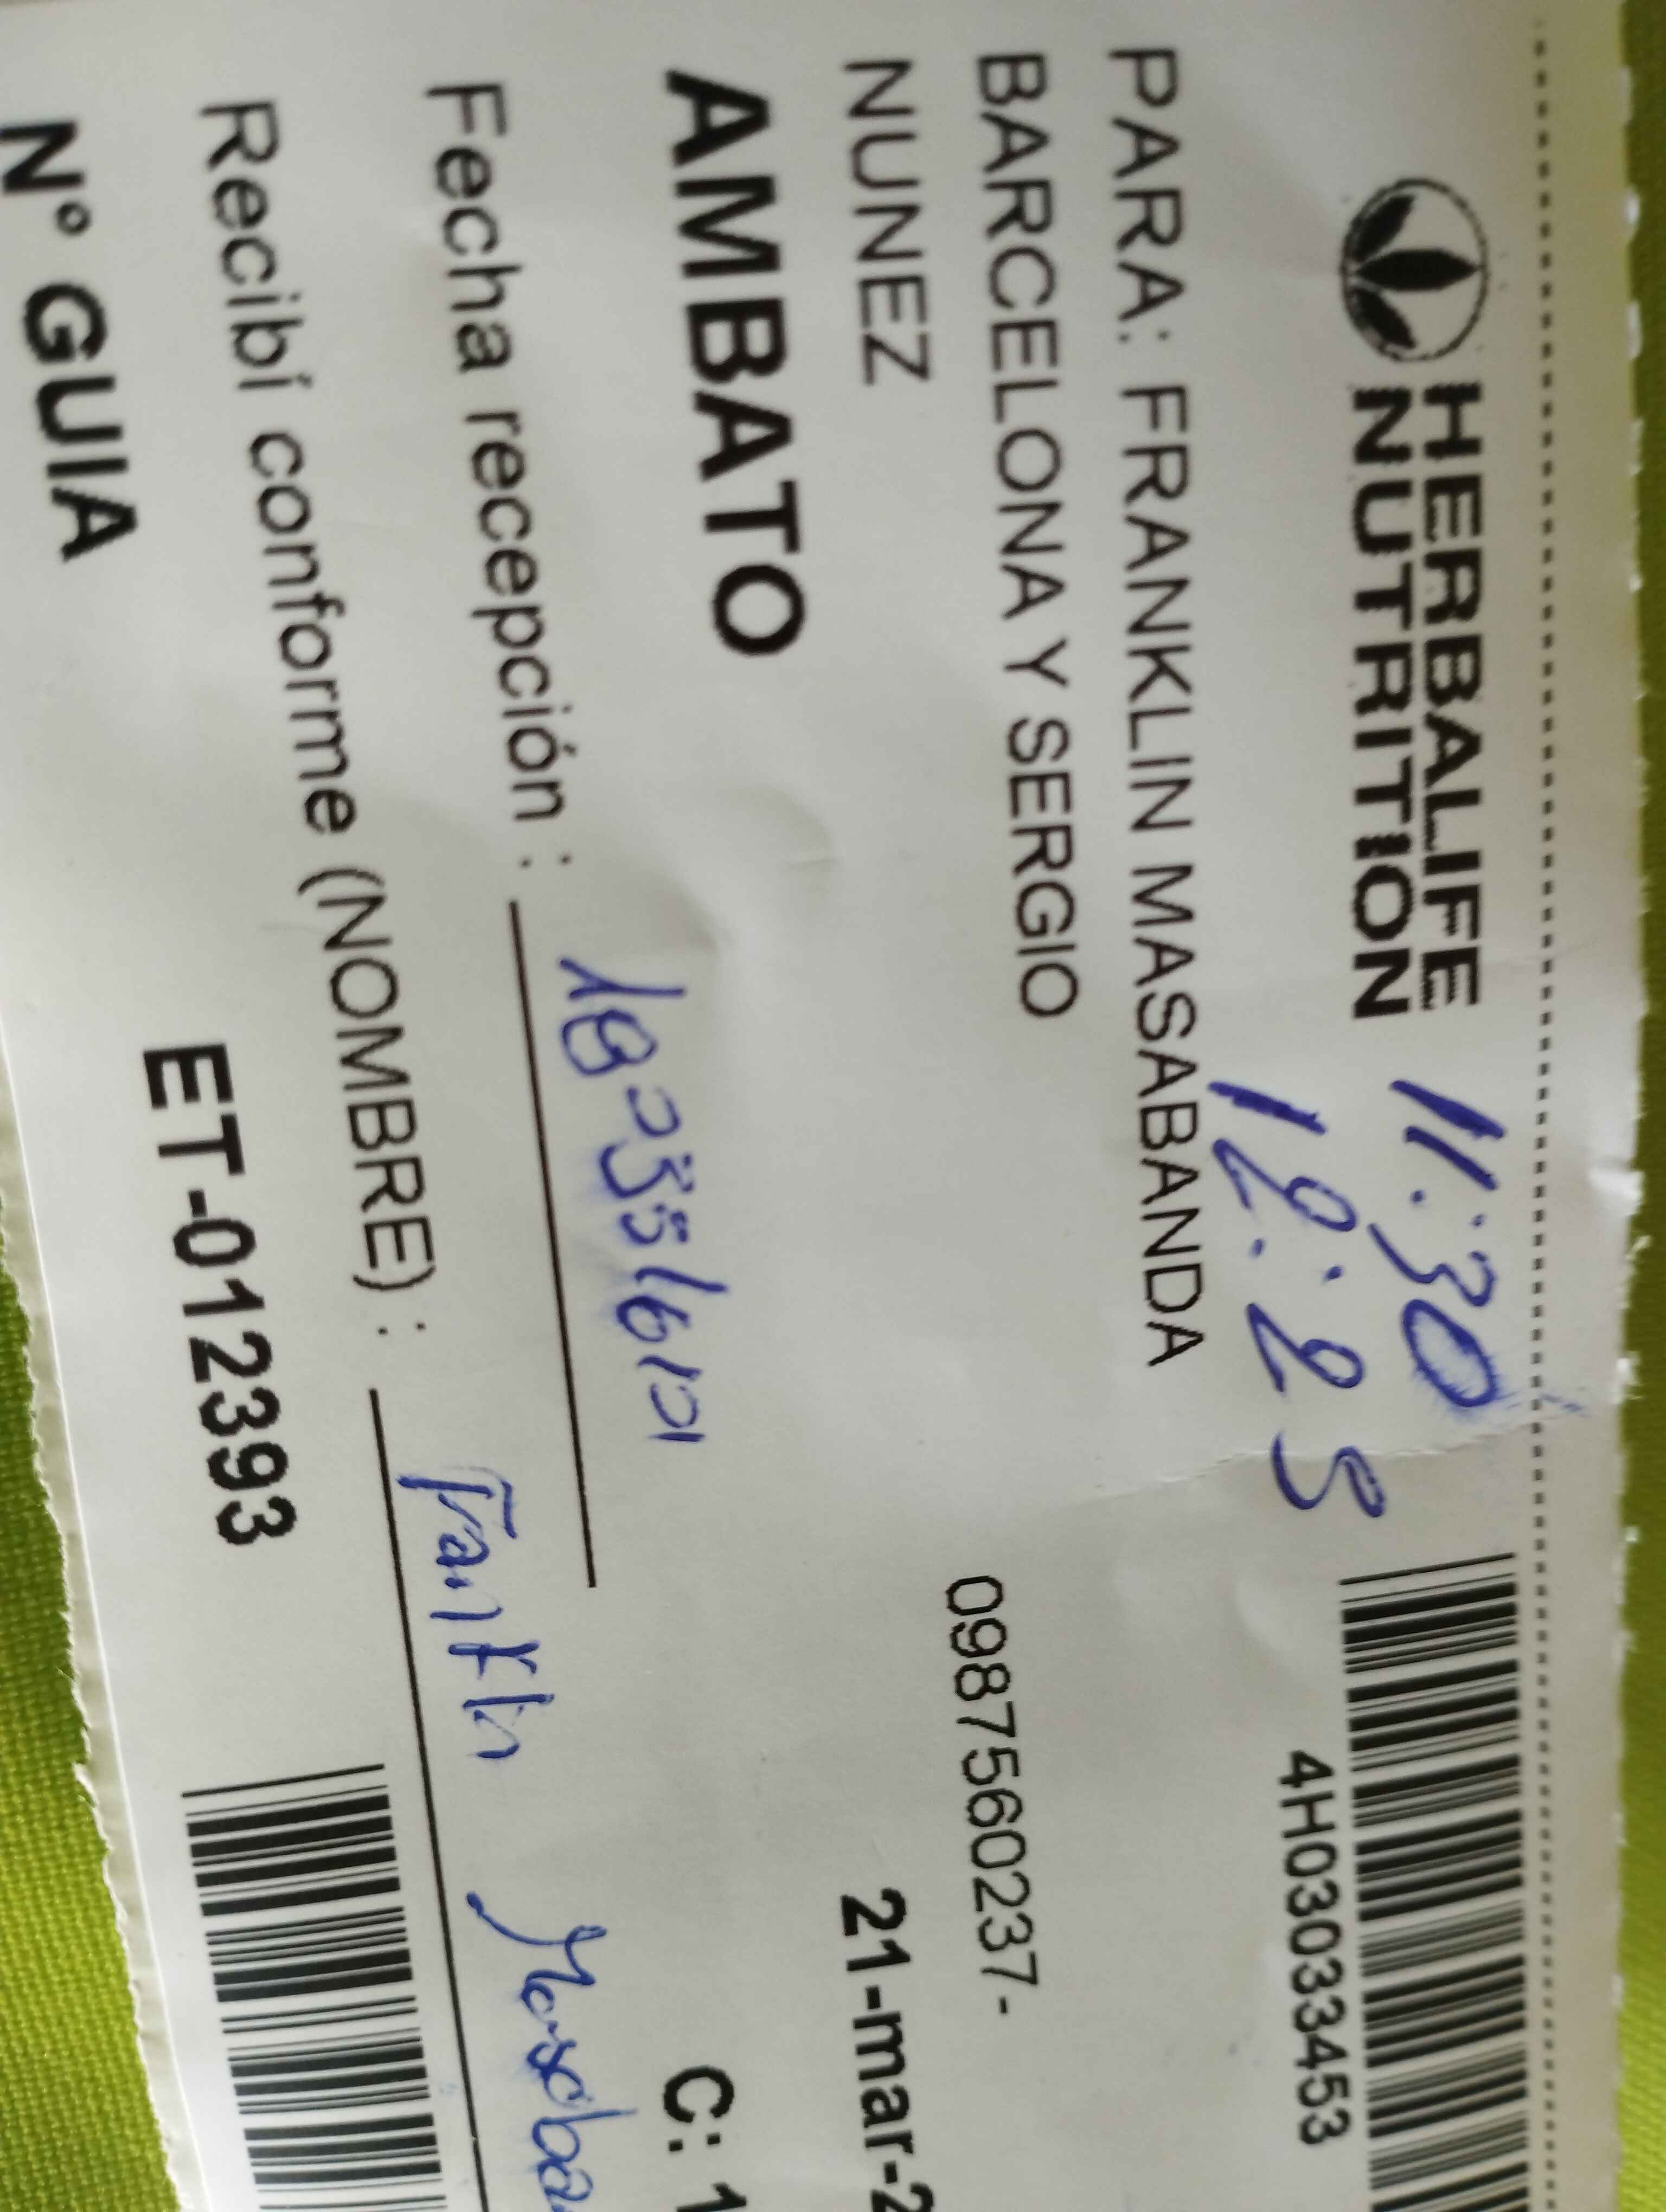 HERBALIFE
NUTRITION
11:30
12:25
4H03033453
PARA: FRANKLIN MASABANDA
BARCELONA Y SERGIO
0987560237-
NUNEZ
21-mar-2
AMBATO
C: 1
Fecha recepción :
Recibí conforme (NOMBRE) : Franklin
N° GUIA
ET-012393